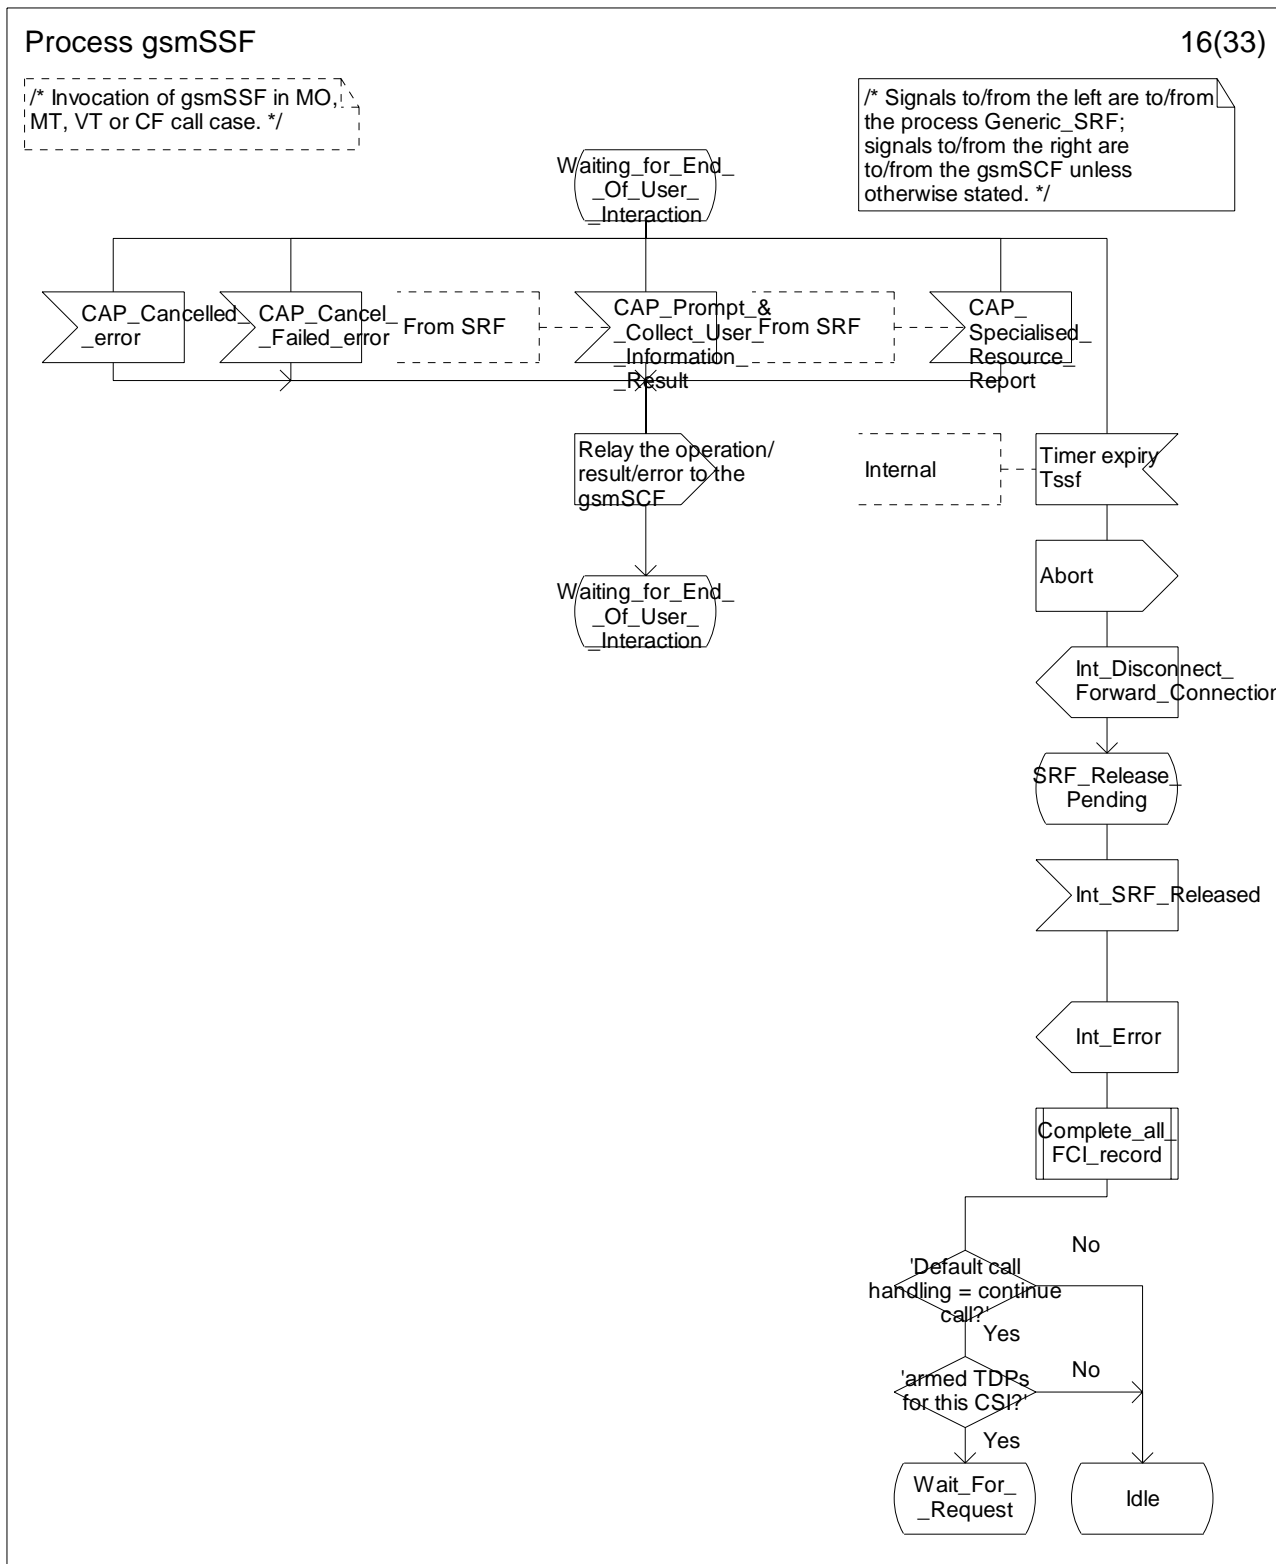 Process gsmSSF
16(33)
/* Invocation of gsmSSF in MO,
MT, VT or CF call case. */
/* Signals to/from the left are to/from
the process Generic_SRF;
signals to/from the right are
to/from the gsmSCF unless
otherwise stated. */
Waiting_for_End_
_Of_User_
_Interaction
CAP_Cancelled_
_error
CAP_Cancel_
_Failed_error
From SRF
CAP_Prompt_&
_Collect_User_
_Information_
_Result
From SRF
CAP_
Specialised_
Resource_
Report
Relay the operation/
result/error to the
gsmSCF
Internal
Timer expiry
Tssf
Waiting_for_End_
_Of_User_
_Interaction
Abort
Int_Disconnect_
Forward_Connection
SRF_Release_
Pending
Int_SRF_Released
Int_Error
Complete_all_
FCI_record
No
'Default call
handling = continue
call?'
Yes
'armed TDPs
for this CSI?'
No
Yes
Wait_For_
_Request
Idle